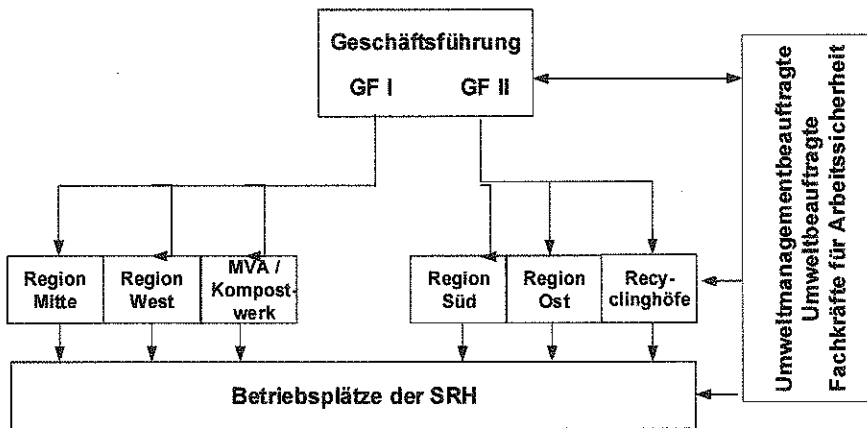 Geschäftsführung
GF I GF II
Umweltmanagementbeauftragte
Umweltbeauftragte
Fachkräfte für Arbeitssicherheit
Region
Mitte
Region
West
MVA /
Kompost-
werk
Region
Süd
Region
Ost
Recy-
clinghöfe
Betriebsplätze der SRH